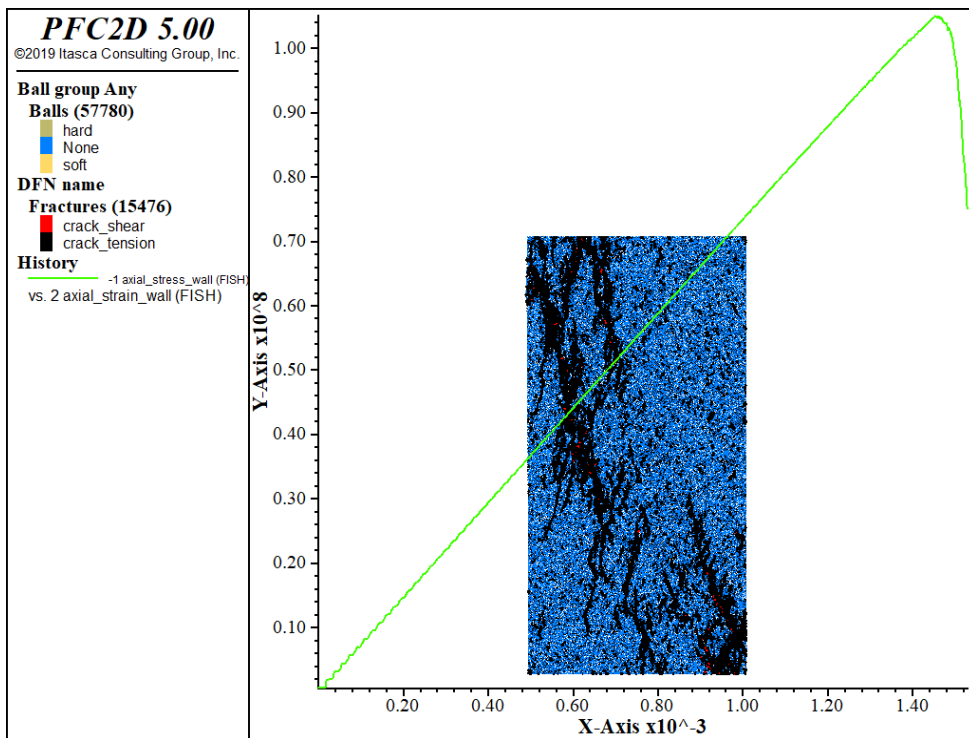 PFC2D 5.00
©2019 Itasca Consulting Group, Inc.
Ball group Any
Balls (57780)
hard
None
soft
DFN name
Fractures (15476)
crack_shear
crack_tension
History
-1 axial_stress_wall (FISH)
vs. 2 axial_strain_wall (FISH)
Y-Axis x10^8
1.00
0.90
0.80
0.70
0.60
0.50
0.40
0.30
0.20
0.10
0.20
0.40
0.60
0.80
1.00
1.20
1.40
X-Axis x10^-3